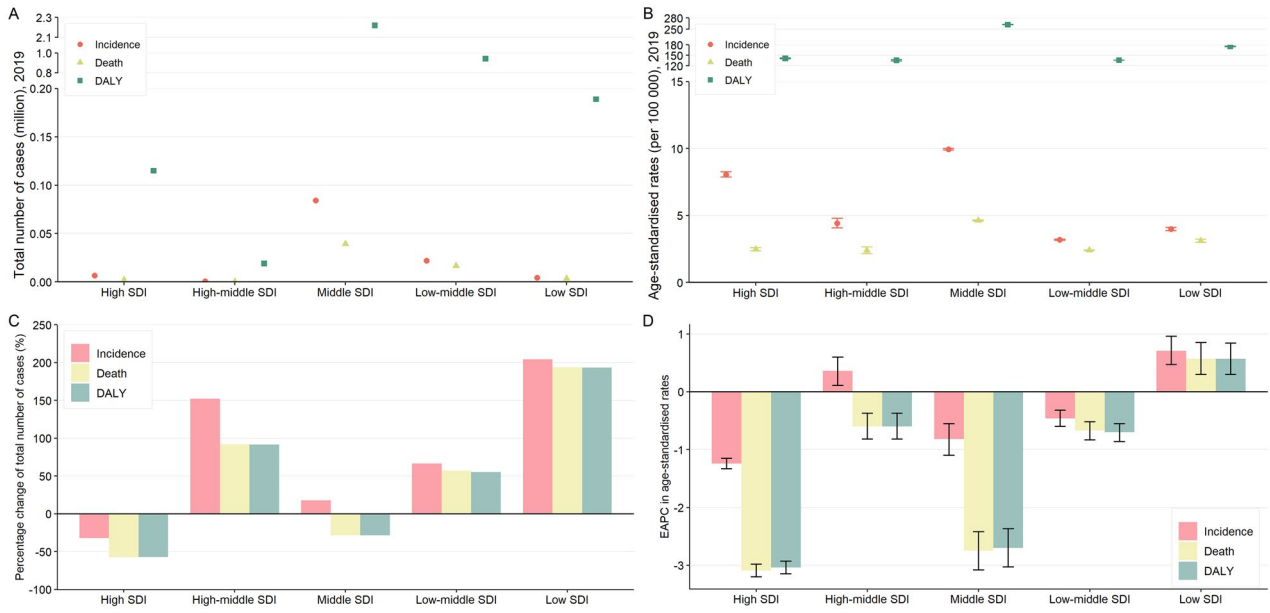 A
Total number of cases (million), 2019
2.3
2.1
1.0
0.8
0.20
0.15
0.10
0.05
0.00
Incidence
Death
DALY
High SDI
High-middle SDI
Middle SDI
Low-middle SDI
Low SDI
B
Age-standardised rates (per 100 000), 2019
280
250
180
150
120
15
10
5
0
Incidence
Death
DALY
High SDI
High-middle SDI
Middle SDI
Low-middle SDI
Low SDI
C
Percentage change of total number of cases (%)
250
200
150
100
50
0
-50
-100
Incidence
Death
DALY
High SDI
High-middle SDI
Middle SDI
Low-middle SDI
Low SDI
D
EAPC in age-standardised rates
1
0
-1
-2
-3
Incidence
Death
DALY
High SDI
High-middle SDI
Middle SDI
Low-middle SDI
Low SDI